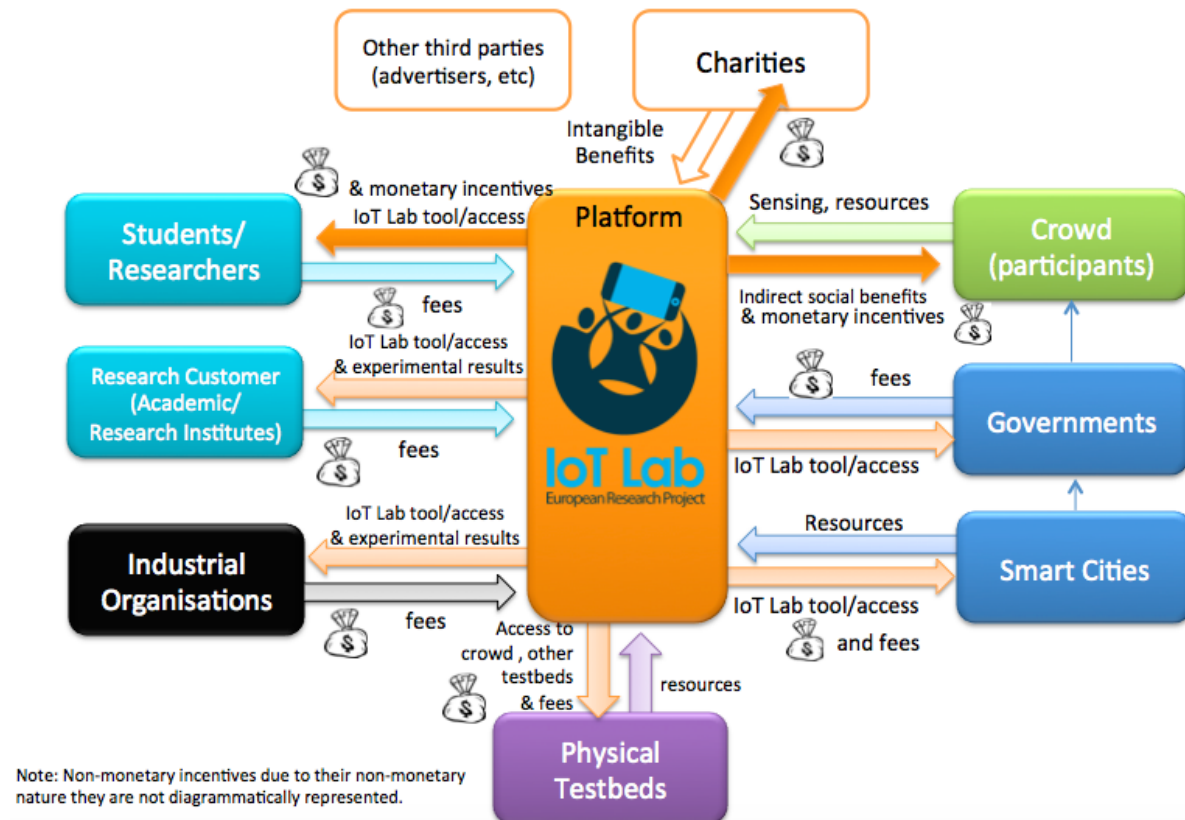 Other third parties
(advertisers, etc)
Charities
Intangible
Benefits
$
$
& monetary incentives
IoT Lab tool/access
Students/
Researchers
$
fees
Platform
IoT Lab
European Research Project
Sensing, resources
Crowd
(participants)
Indirect social benefits
& monetary incentives
$
IoT Lab tool/access
& experimental results
Research Customer
(Academic/
Research Institutes)
$
fees
$
fees
Governments
IoT Lab tool/access
IoT Lab tool/access
& experimental results
Industrial
Organisations
$
fees
Resources
Smart Cities
IoT Lab tool/access
$
and fees
Access to
crowd , other
testbeds
& fees
$
resources
Physical
Testbeds
Note: Non-monetary incentives due to their non-monetary
nature they are not diagrammatically represented.